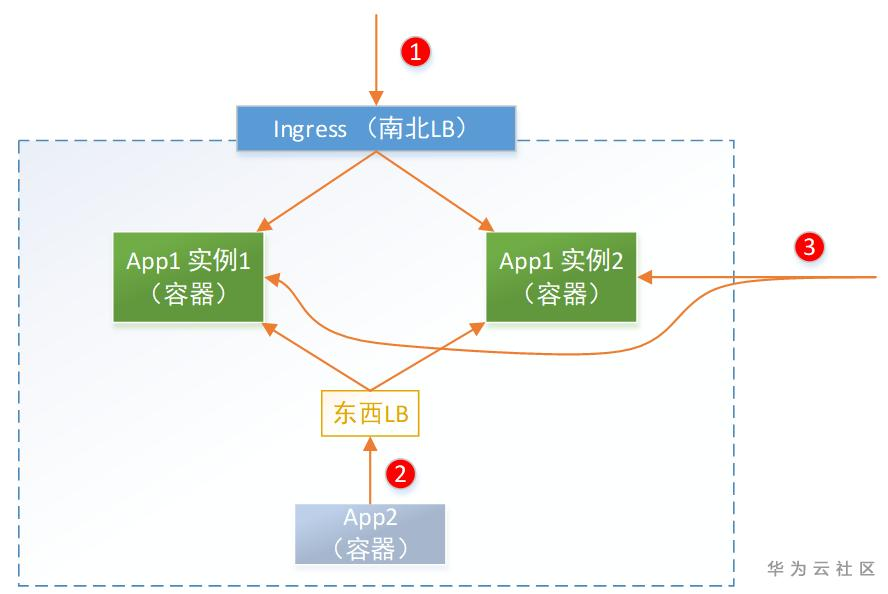 1
Ingress （南北LB）
App1 实例1
（容器）
App1 实例2
（容器）
3
东西LB
2
App2
（容器）
华为云社区